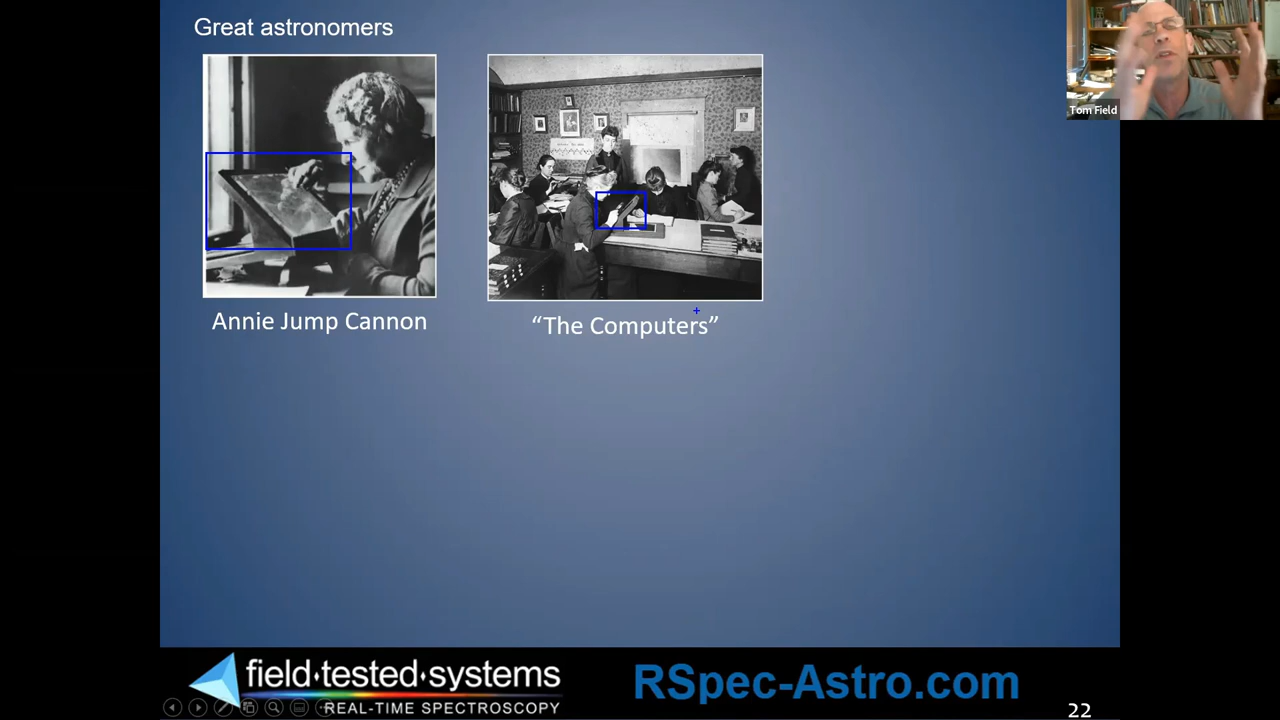 Great astronomers
Tom Field
Annie Jump Cannon
“The Computers”
field·tested·systems
REAL-TIME SPECTROSCOPY
RSpec-Astro.com
22